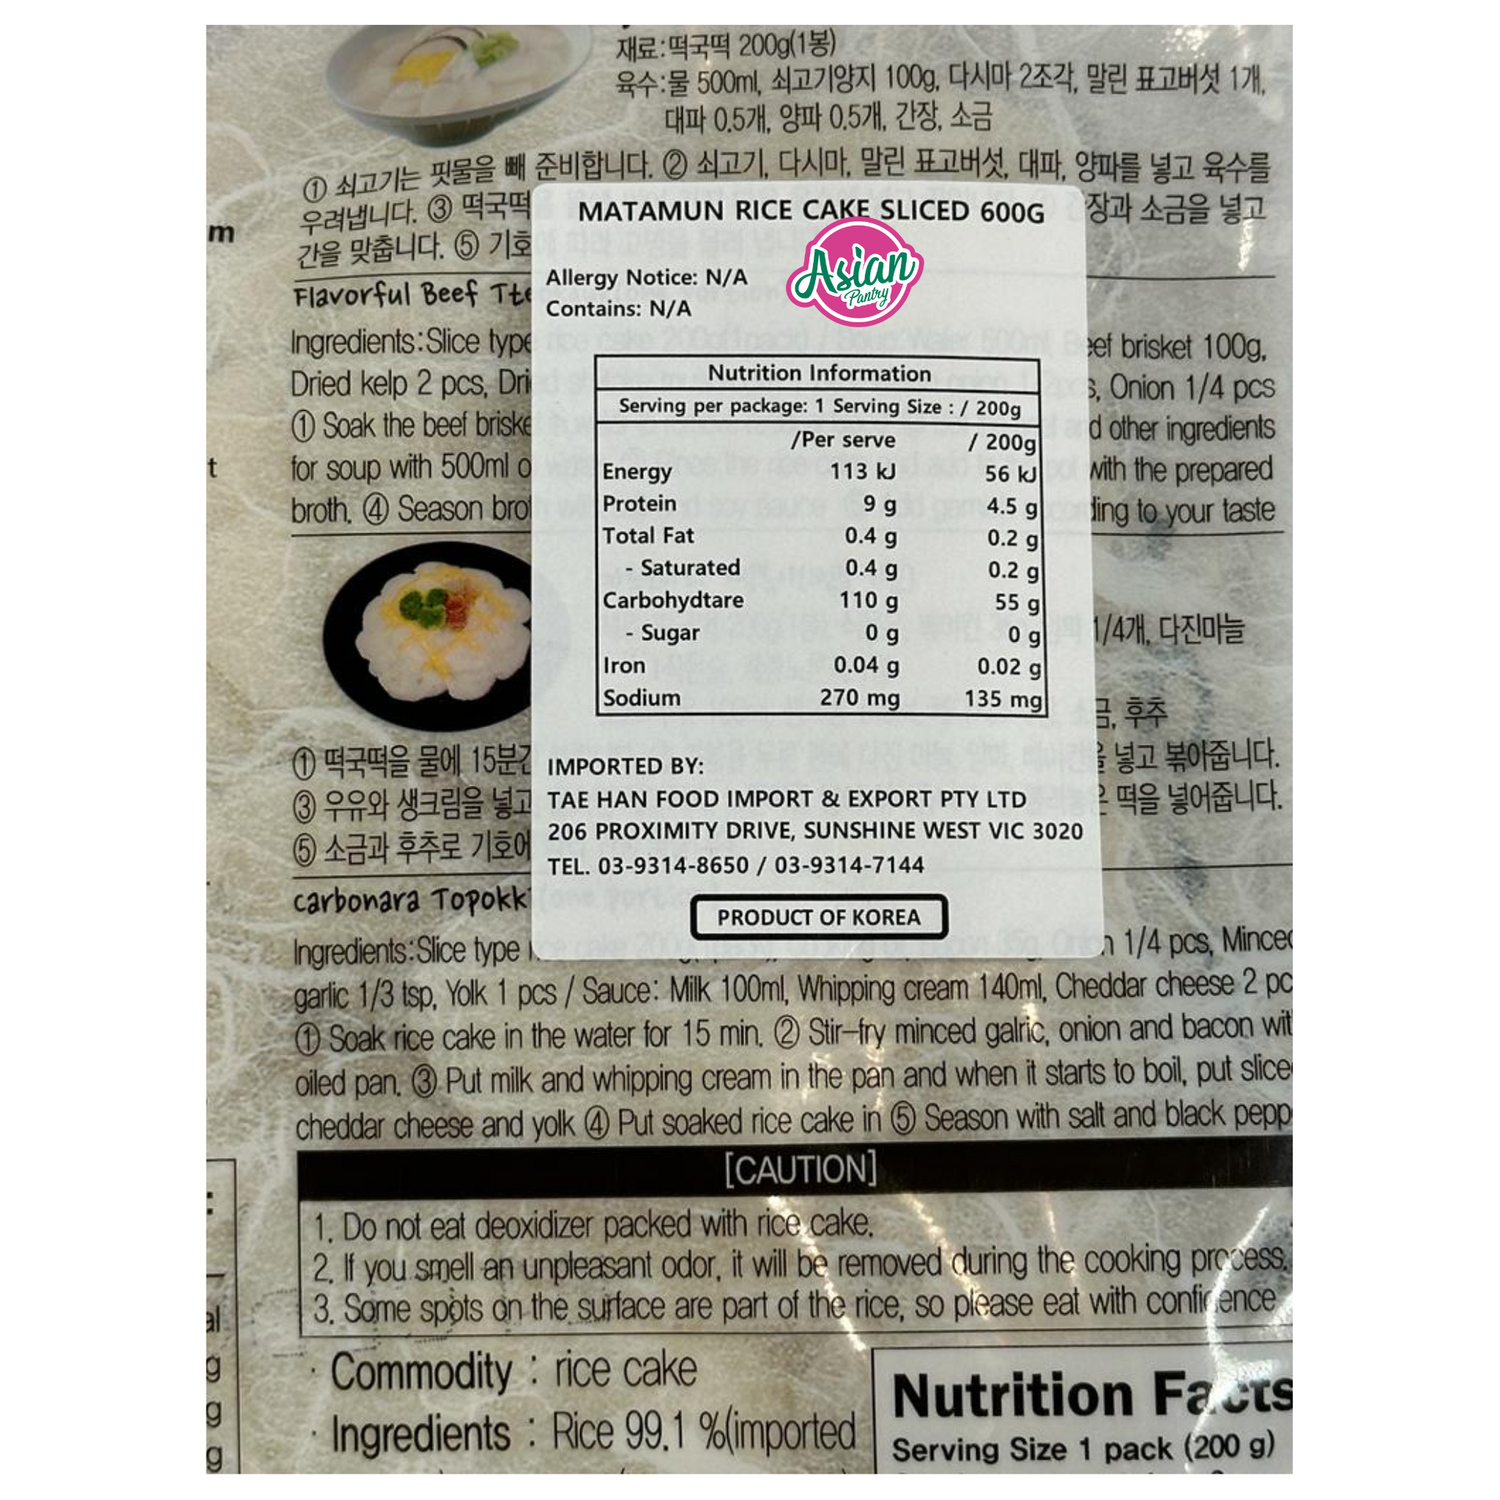 재료:떡국떡 200g(1봉)
육수:물 500ml, 쇠고기양지 100g, 다시마 2조각, 말린 표고버섯 1개,
대파 0.5개, 양파 0.5개, 간장, 소금
① 쇠고기는 핏물을 빼 준비합니다. ② 쇠고기, 다시마, 말린 표고버섯, 대파, 양파를 넣고 육수를
우려냅니다. ③ 떡국떡 장과 소금을 넣고
간을 맞춥니다. ⑤ 기호
m
MATAMUN RICE CAKE SLICED 600G
Asian
Pantry
Allergy Notice: N/A
Contains: N/A
Flavorful Beef Tte
Ingredients:Slice type eef brisket 100g,
Dried kelp 2 pcs, Dri s, Onion 1/4 pcs
① Soak the beef briske d other ingredients
t
for soup with 500ml o with the prepared
broth. ④ Season brot ding to your taste
Nutrition Information
Serving per package: 1 Serving Size : / 200g
/Per serve / 200g
Energy 113 kJ 56 kJ
Protein 9 g 4.5 g
Total Fat 0.4 g 0.2 g
- Saturated 0.4 g 0.2 g
Carbohydtare 110 g 55 g
- Sugar 0 g 0 g
Iron 0.04 g 0.02 g
Sodium 270 mg 135 mg
1/4개, 다진마늘
금, 후추
① 떡국떡을 물에 15분간 을 넣고 볶아줍니다.
③ 우유와 생크림을 넣고 은 떡을 넣어줍니다.
⑤ 소금과 후추로 기호에
IMPORTED BY:
TAE HAN FOOD IMPORT & EXPORT PTY LTD
206 PROXIMITY DRIVE, SUNSHINE WEST VIC 3020
TEL. 03-9314-8650 / 03-9314-7144
PRODUCT OF KOREA
carbonara Topokki
Ingredients:Slice type n 1/4 pcs, Minced
garlic 1/3 tsp, Yolk 1 pcs / Sauce: Milk 100ml, Whipping cream 140ml, Cheddar cheese 2 pc
① Soak rice cake in the water for 15 min. ② Stir-fry minced galric, onion and bacon wit
oiled pan. ③ Put milk and whipping cream in the pan and when it starts to boil, put slice
cheddar cheese and yolk ④ Put soaked rice cake in ⑤ Season with salt and black pepp
[CAUTION]
1. Do not eat deoxidizer packed with rice cake.
2. If you smell an unpleasant odor, it will be removed during the cooking process.
3. Some spots on the surface are part of the rice, so please eat with confidence
al
g
g
g
· Commodity : rice cake
· Ingredients : Rice 99.1 %(imported
Nutrition Facts
Serving Size 1 pack (200 g)